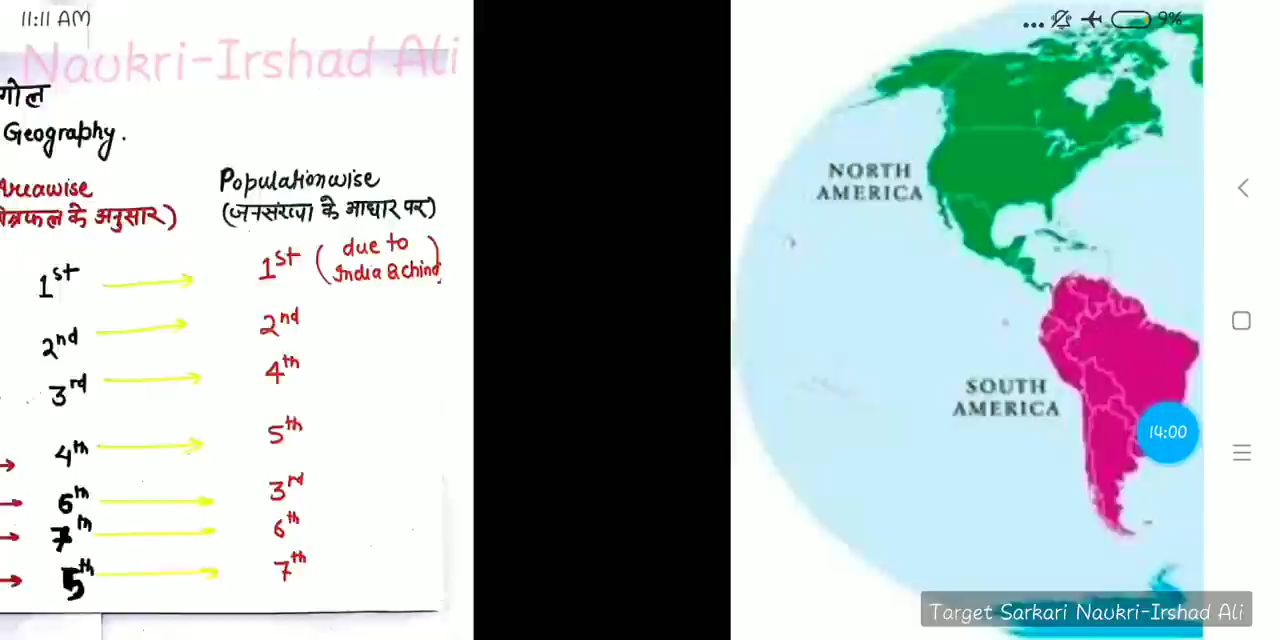 11:11 AM
9%
Naukri-Irshad Ali
गोल
Geography.
Areawise
Populationwise
के अनुसार)
(जनसंख्या के आधार पर)
1st
1st (due to
India & China)
2nd
2nd
3rd
4th
4th
5th
6th
3rd
7th
6th
5th
7th
NORTH
AMERICA
SOUTH
AMERICA
14:00
Target Sarkari Naukri-Irshad Ali